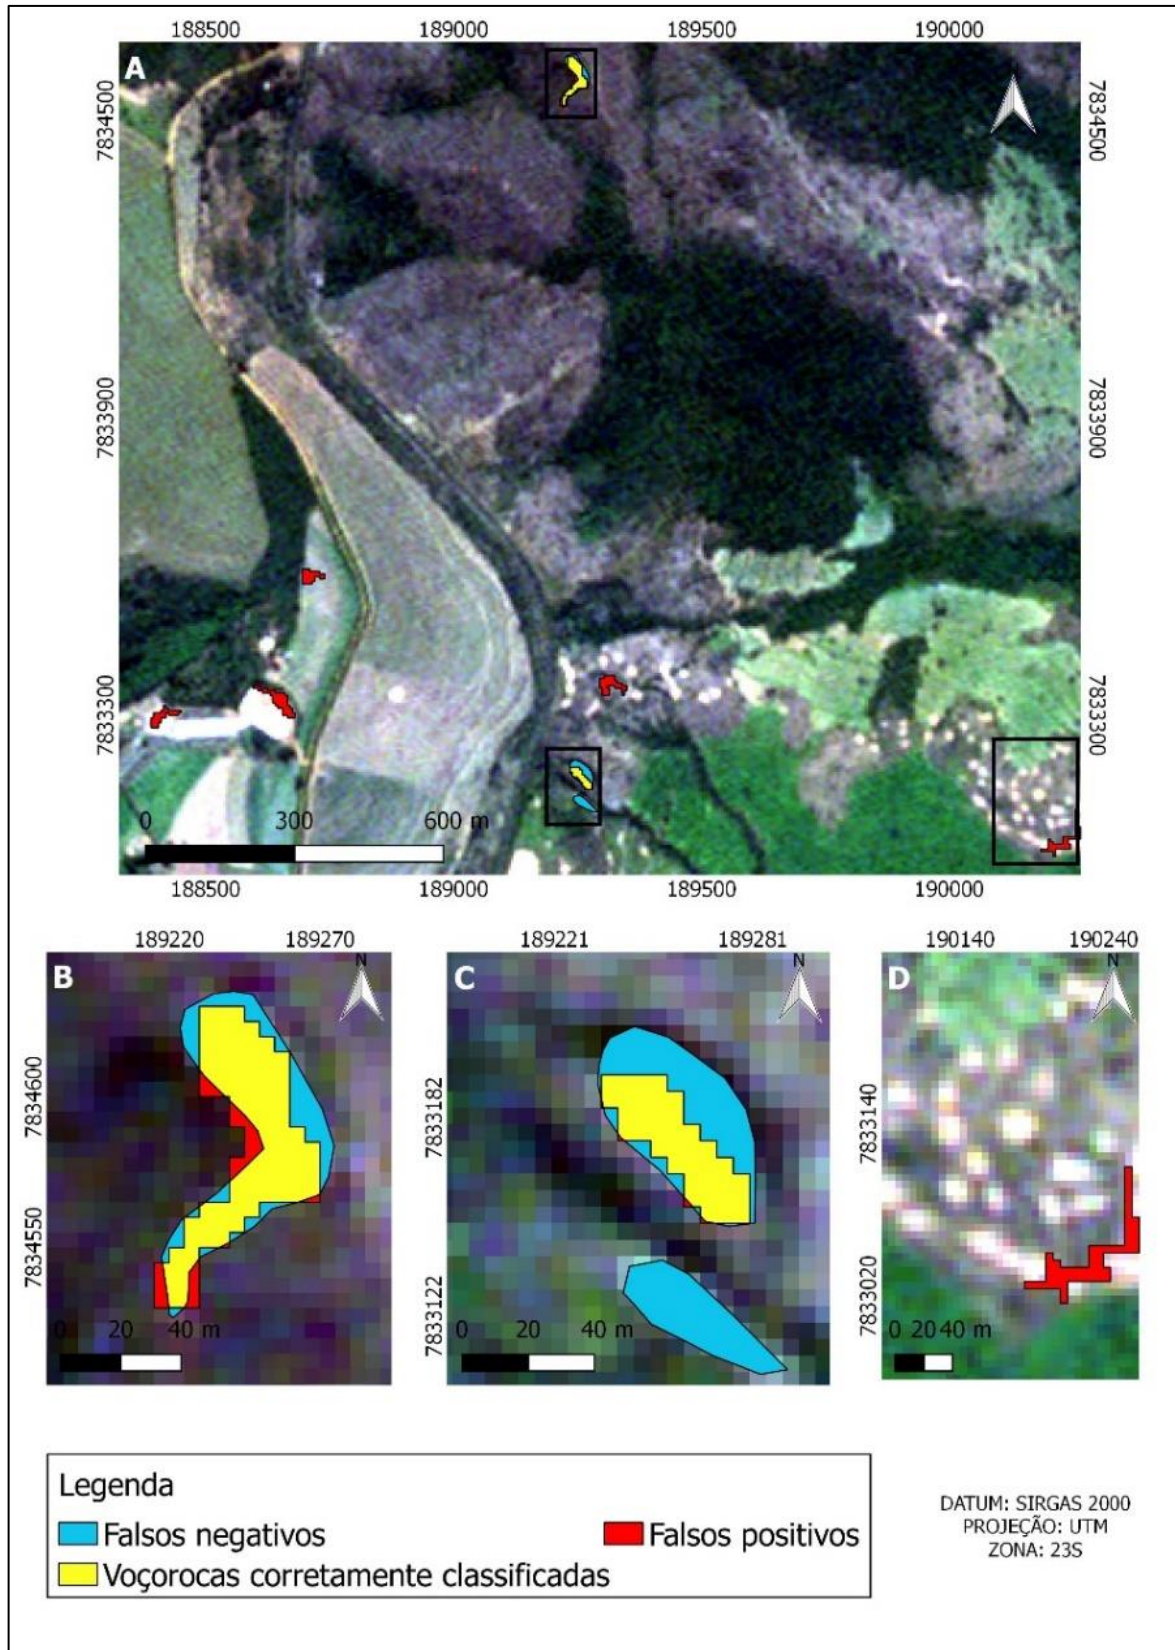 188500 189000 189500 190000
A
7834500 7834500
7833900 7833900
7833300 7833300
0 300 600 m
188500 189000 189500 190000
189220 189270 189221 189281 190140 190240
B N C N D N
7834600 7833182 7833140
7834550 7833122 7833020
0 20 40 m 0 20 40 m 0 20 40 m
Legenda
Falsos negativos Falsos positivos
Voçorocas corretamente classificadas
DATUM: SIRGAS 2000
PROJEÇÃO: UTM
ZONA: 23S